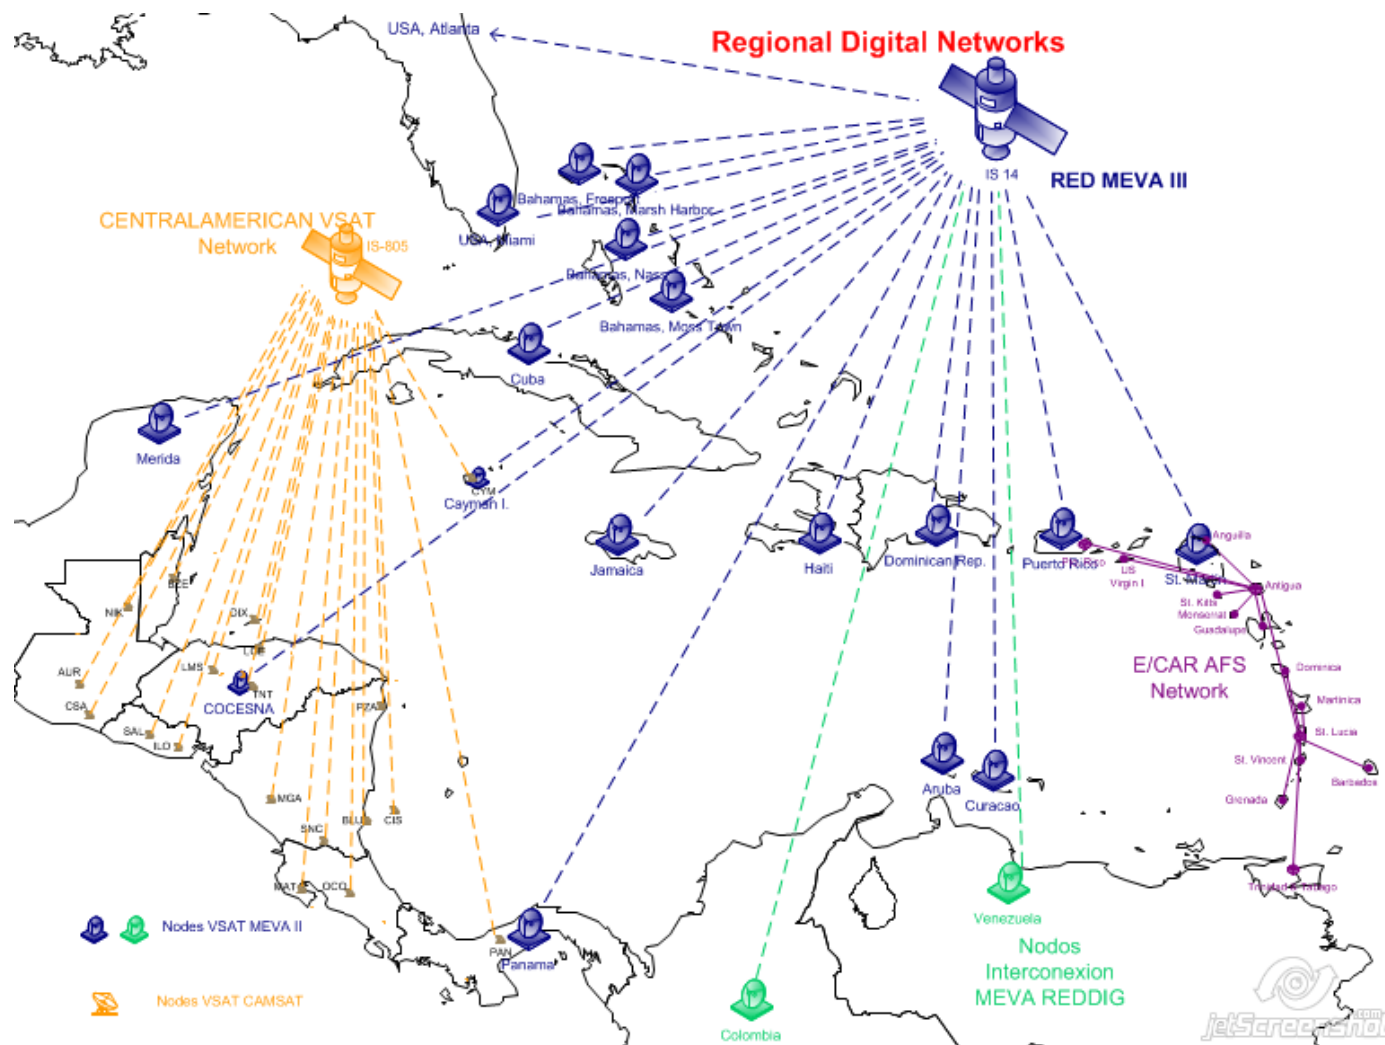 USA, Atlanta
Regional Digital Networks
IS 14
RED MEVA III
Bahamas, Freeport
Bahamas, Marsh Harbor
CENTRALAMERICAN VSAT
Network
IS-805
USA, Miami
Bahamas, Nassau
Bahamas, Moss Town
Cuba
Merida
CYM
Cayman I.
Jamaica
Haiti
Dominican Rep.
Puerto Rico
St. Martin
Anguilla
US
Virgin I
Antigua
St. Kitts
Monserrat
Guadalupe
BZE
NIK
DIX
LCE
LMS
TNT
AUR
COCESNA
PZA
CSA
SAL
ILO
E/CAR AFS
Network
Dominica
Martinica
St. Lucia
St. Vincent
Barbados
Grenada
Aruba
Curacao
MGA
SNC
BLU
CIS
MAT
OCO
Trinidad & Tabago
Venezuela
Nodes VSAT MEVA II
PAN
Panama
Nodos
Interconexion
MEVA REDDIG
Nodes VSAT CAMSAT
Colombia
jetScreenshot
.com